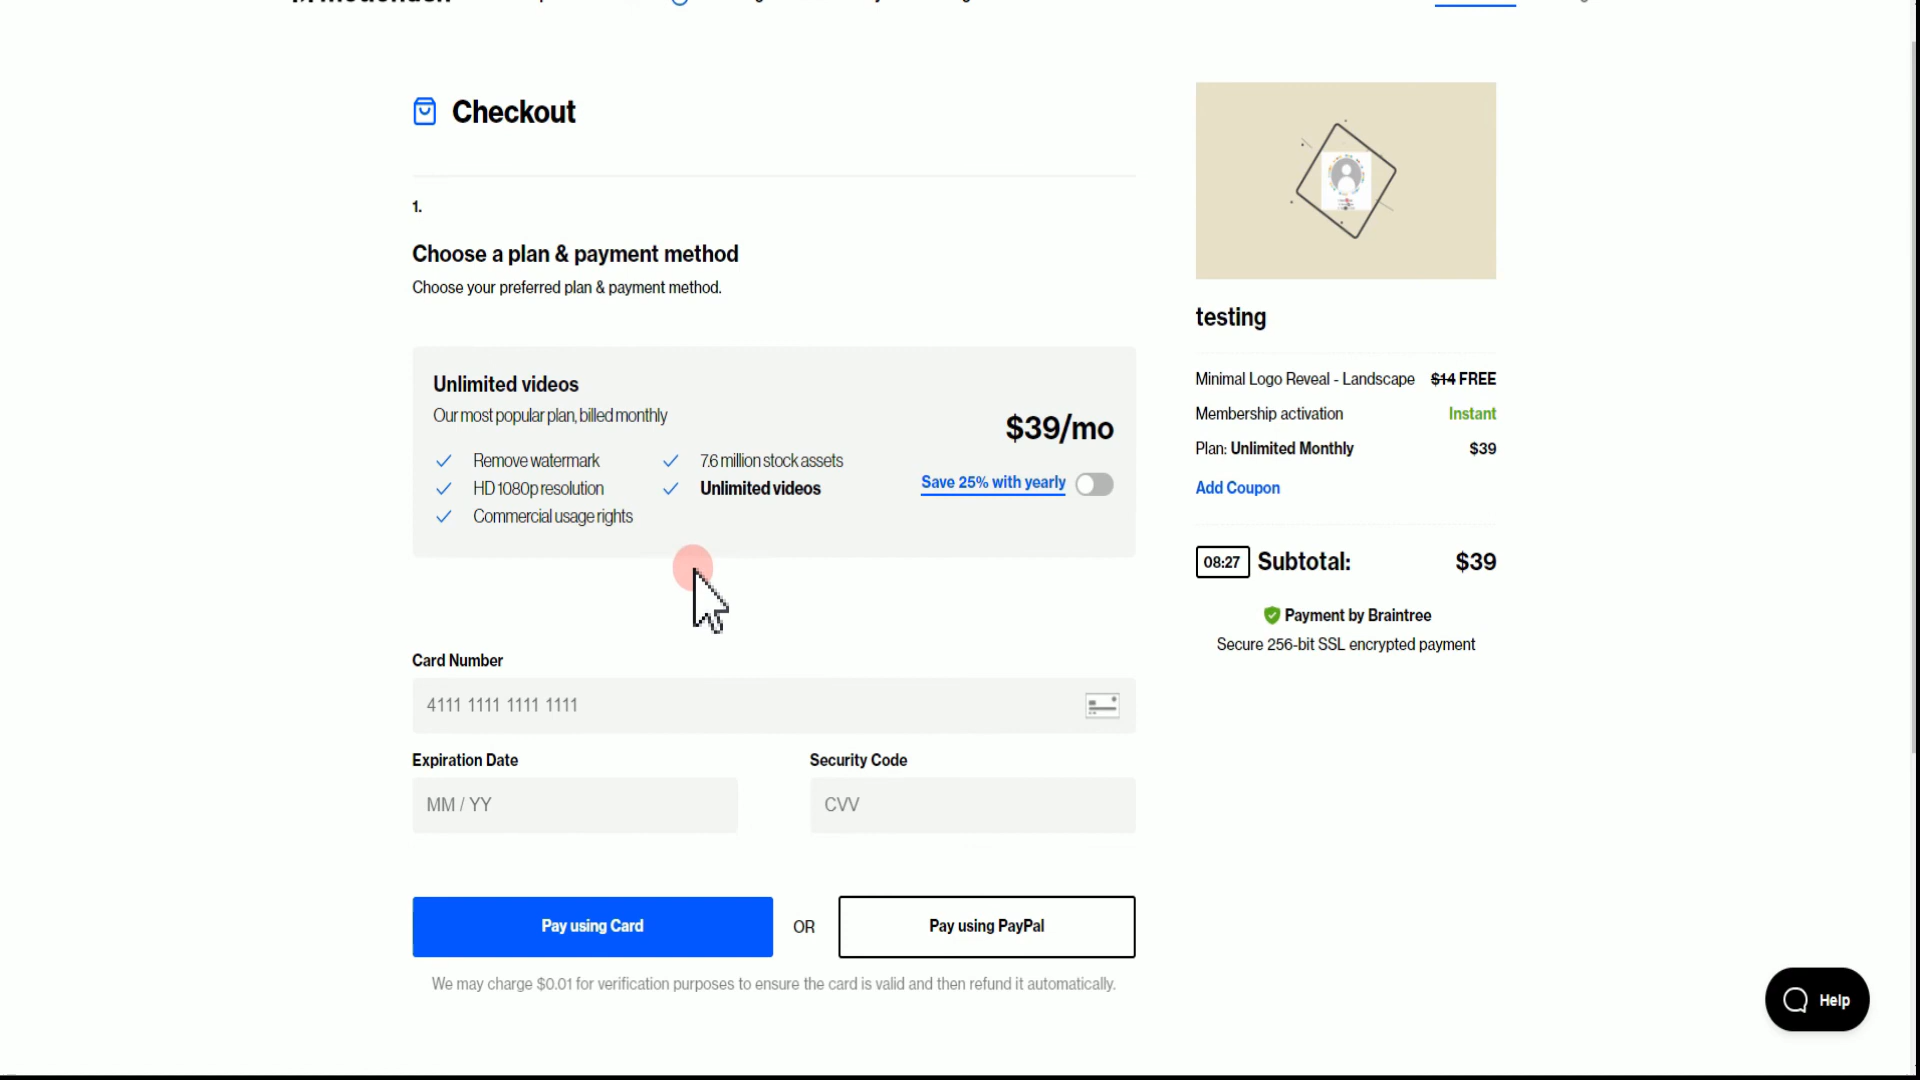 Checkout
1.
Choose a plan & payment method
Choose your preferred plan & payment method.
Unlimited videos
Our most popular plan, billed monthly
$39/mo
Remove watermark
7.6 million stock assets
HD 1080p resolution
Unlimited videos
Save 25% with yearly
Commercial usage rights
Card Number
4111 1111 1111 1111
Expiration Date
Security Code
MM / YY
CVV
Pay using Card
OR
Pay using PayPal
We may charge $0.01 for verification purposes to ensure the card is valid and then refund it automatically.
testing
Minimal Logo Reveal - Landscape $14 FREE
Membership activation Instant
Plan: Unlimited Monthly $39
Add Coupon
08:27 Subtotal: $39
Payment by Braintree
Secure 256-bit SSL encrypted payment
Help